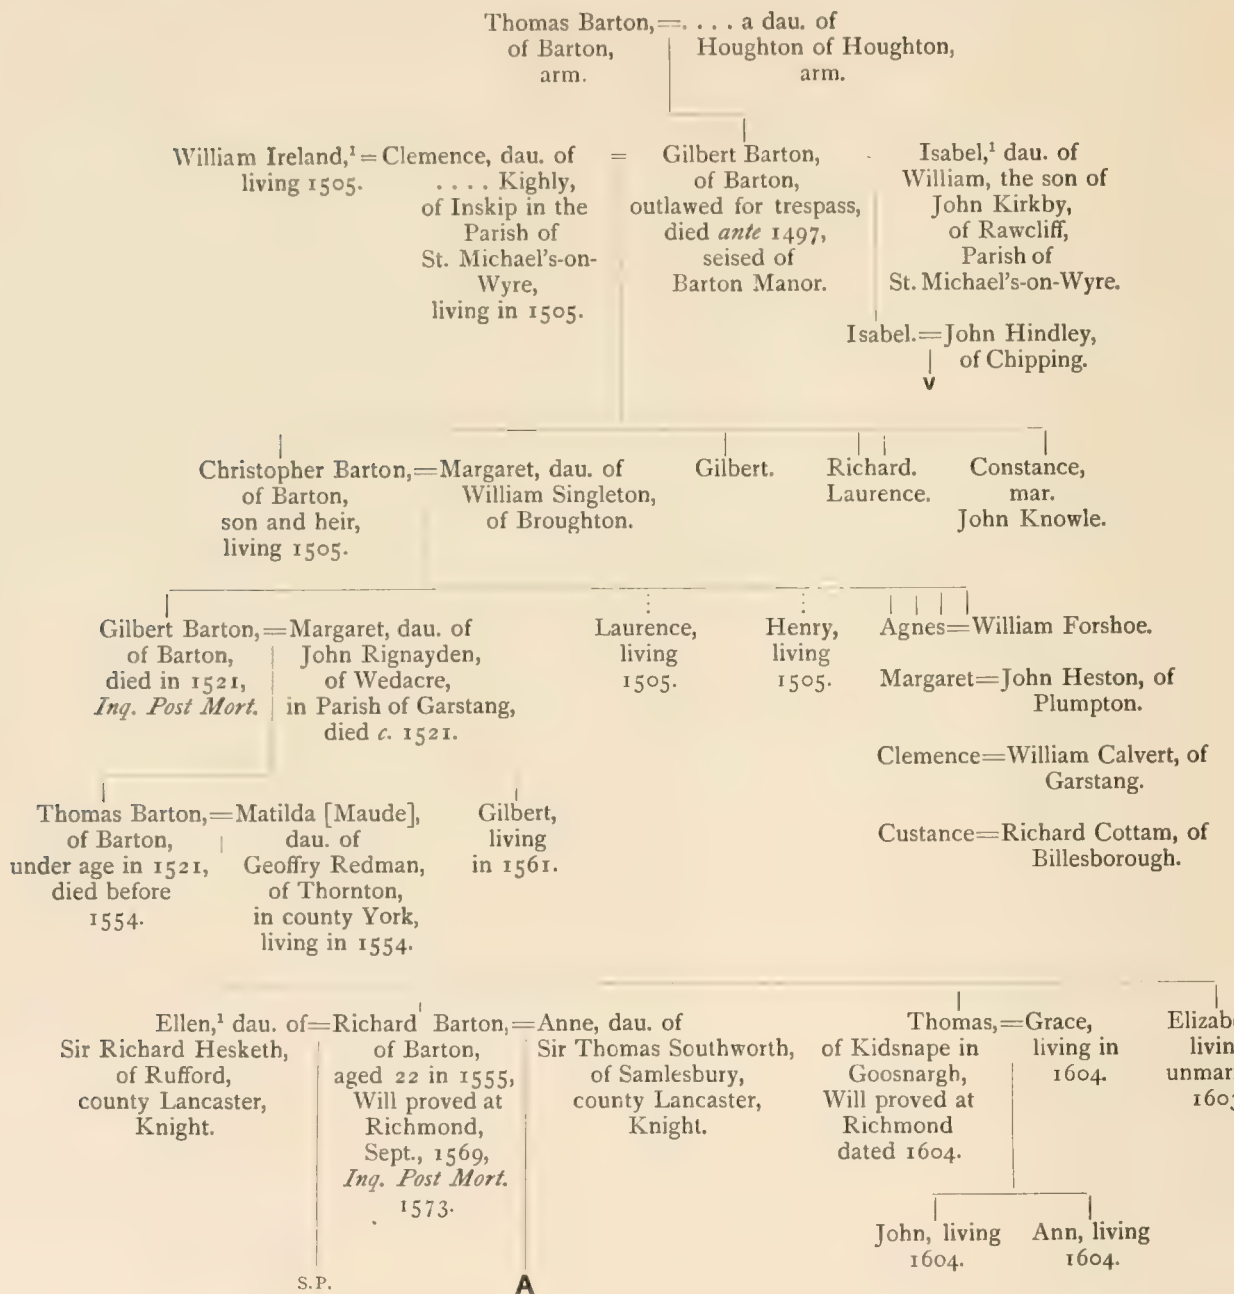 Thomas Barton,=. . . . a dau. of
of Barton, Houghton of Houghton,
arm. arm.
William Ireland,¹ = Clemence, dau. of = Gilbert Barton, Isabel,¹ dau. of
living 1505. . . . . Kighly, of Barton, William, the son of
of Inskip in the outlawed for trespass, John Kirkby,
Parish of died ante 1497, of Rawcliff,
St. Michael's-on- seised of Parish of
Wyre, Barton Manor. St. Michael's-on-Wyre.
living in 1505.
Isabel.=John Hindley,
of Chipping.
v
Christopher Barton,=Margaret, dau. of Gilbert. Richard. Constance,
of Barton, William Singleton, Laurence. mar.
son and heir, of Broughton. John Knowle.
living 1505.
Gilbert Barton,=Margaret, dau. of Laurence, Henry, Agnes=William Forshoe.
of Barton, John Rignayden, living living
died in 1521, of Wedacre, 1505. 1505. Margaret=John Heston, of
Inq. Post Mort. in Parish of Garstang, Plumpton.
died c. 1521.
Clemence=William Calvert, of
Garstang.
Thomas Barton,=Matilda [Maude], Gilbert,
of Barton, dau. of living Custance=Richard Cottam, of
under age in 1521, Geoffry Redman, in 1561. Billesborough.
died before of Thornton,
1554. in county York,
living in 1554.
Ellen,¹ dau. of=Richard Barton,=Anne, dau. of Thomas,=Grace, Elizab
Sir Richard Hesketh, of Barton, Sir Thomas Southworth, of Kidsnape in living in livin
of Rufford, aged 22 in 1555, of Samlesbury, Goosnargh, 1604. unmar
county Lancaster, Will proved at county Lancaster, Will proved at 160
Knight. Richmond, Knight. Richmond
Sept., 1569, dated 1604.
Inq. Post Mort.
1573.
John, living Ann, living
1604. 1604.
S.P. A